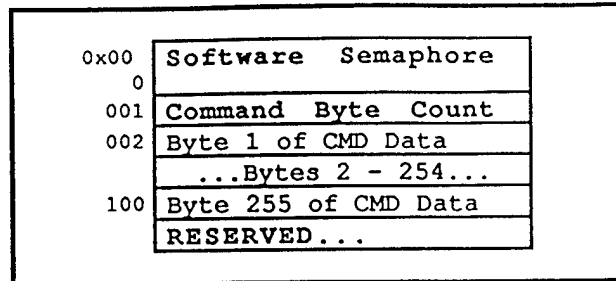 0x00 Software Semaphore
0
001 Command Byte Count
002 Byte 1 of CMD Data
...Bytes 2 - 254...
100 Byte 255 of CMD Data
RESERVED...